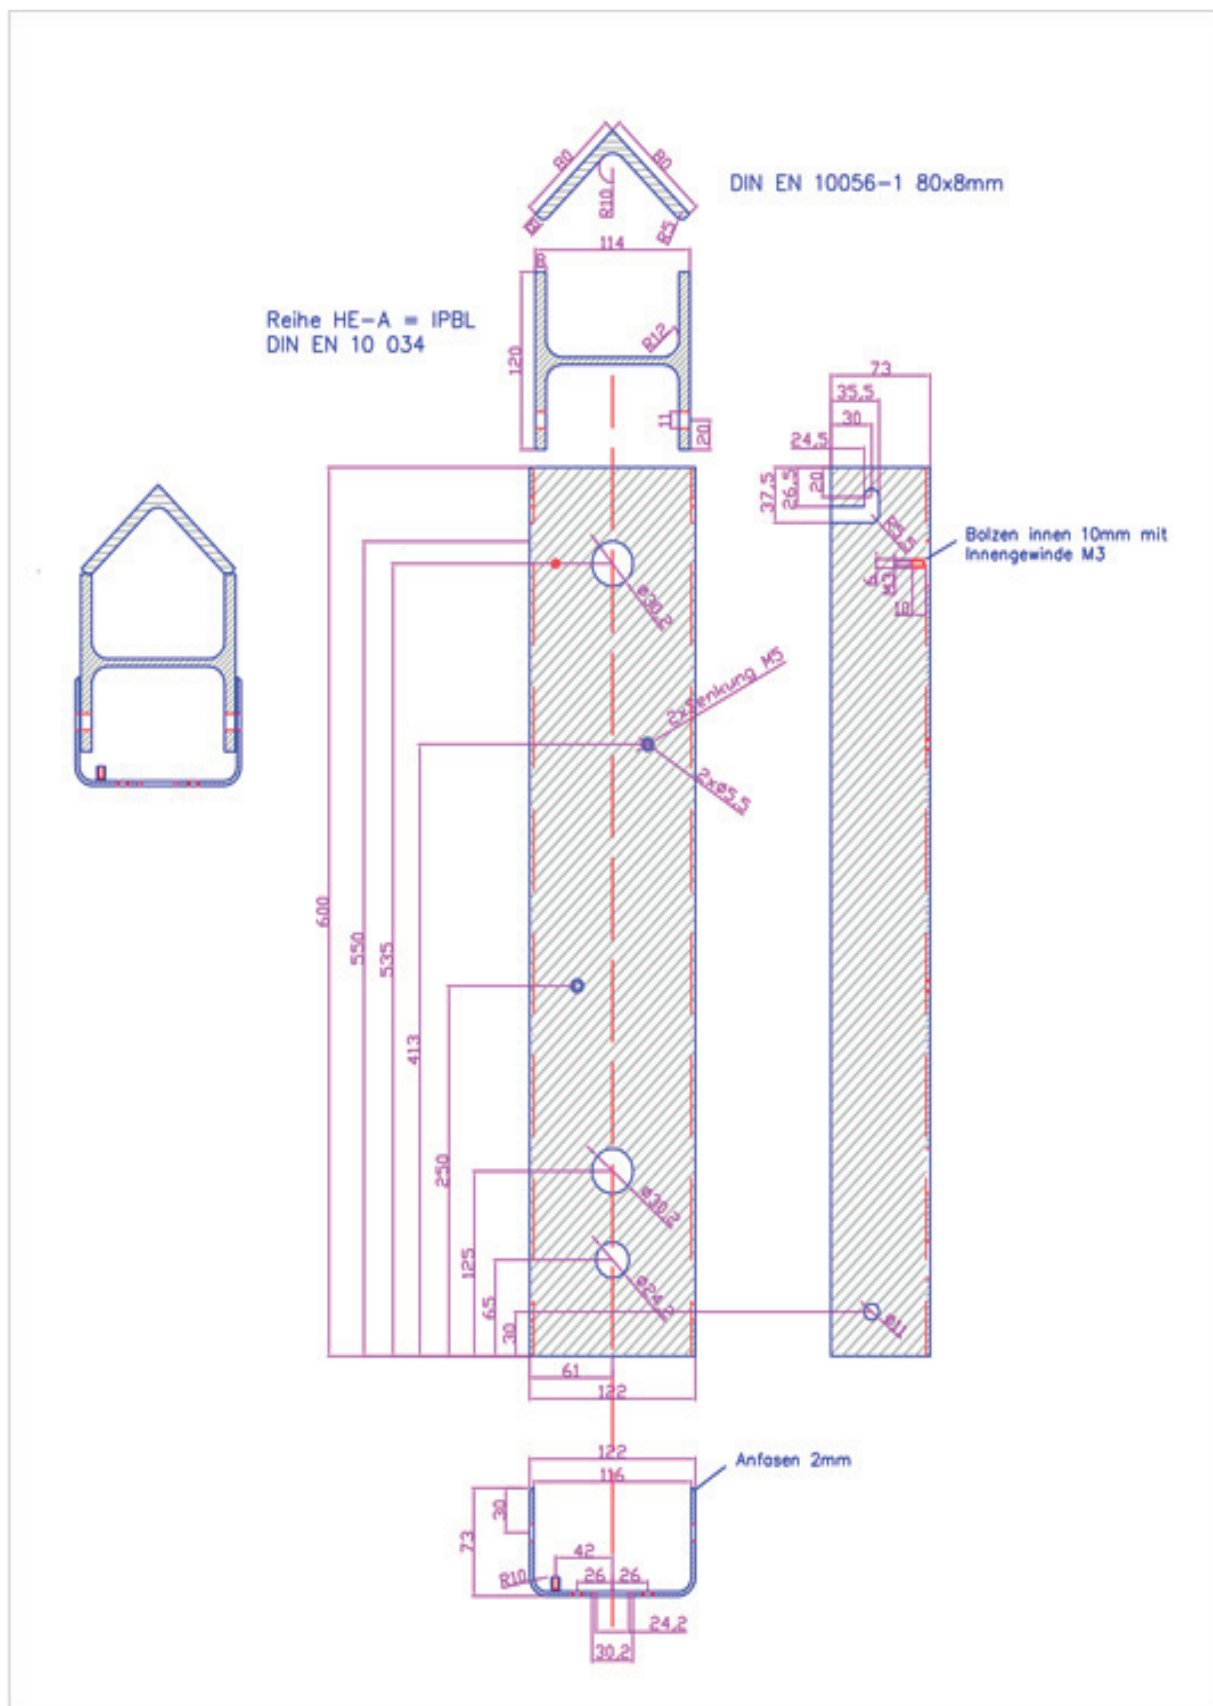 80
80
DIN EN 10056-1 80x8mm
R10
8
R5
114
8
Reihe HE-A = IPBL
DIN EN 10 034
120
R12
11
20
73
35,5
30
24,5
37,5
26,5
20
R5,5
Bolzen innen 10mm mit
Innengewinde M3
6
M3
10
ø30,2
2xSenkung M5
2xø5,5
600
550
535
413
250
125
65
30
ø30,2
ø24,2
ø11
61
122
122
116
Anfasen 2mm
30
73
42
R10
26
26
24,2
30,2